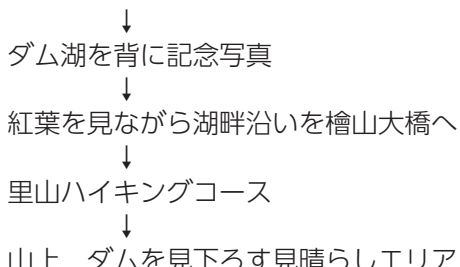 ↓
ダム湖を背に記念写真
↓
紅葉を見ながら湖畔沿いを檜山大橋へ
↓
里山ハイキングコース
↓
山上　ダムを見下ろす見晴らしエリア